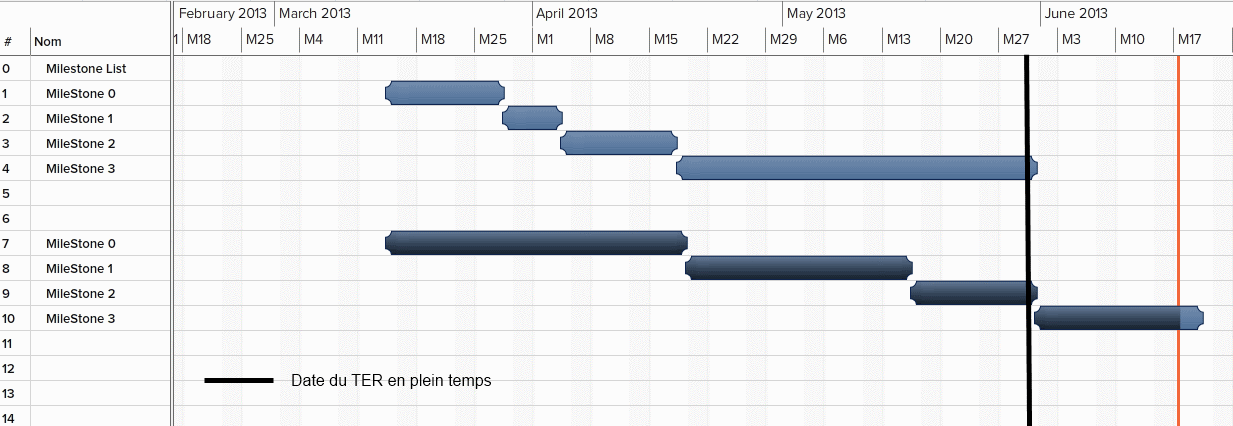 February 2013 March 2013 April 2013 May 2013 June 2013
# Nom 1 M18 M25 M4 M11 M18 M25 M1 M8 M15 M22 M29 M6 M13 M20 M27 M3 M10 M17
0 Milestone List
1 MileStone 0
2 MileStone 1
3 MileStone 2
4 MileStone 3
5
6
7 MileStone 0
8 MileStone 1
9 MileStone 2
10 MileStone 3
11
12 Date du TER en plein temps
13
14